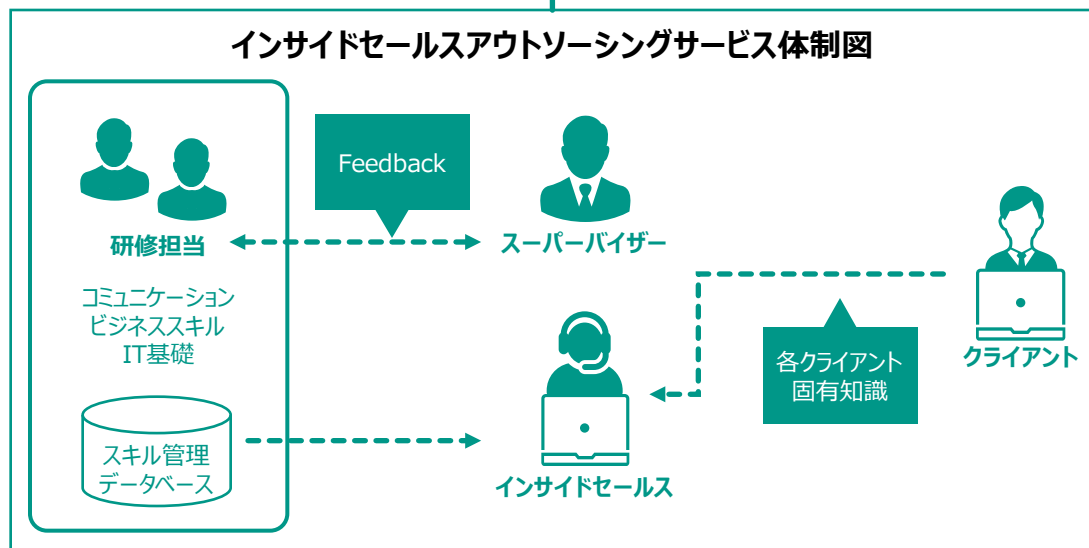 インサイドセールスアウトソーシングサービス体制図
Feedback
研修担当
スーパーバイザー
コミュニケーション
ビジネススキル
IT基礎
各クライアント
固有知識
クライアント
スキル管理
データベース
インサイドセールス